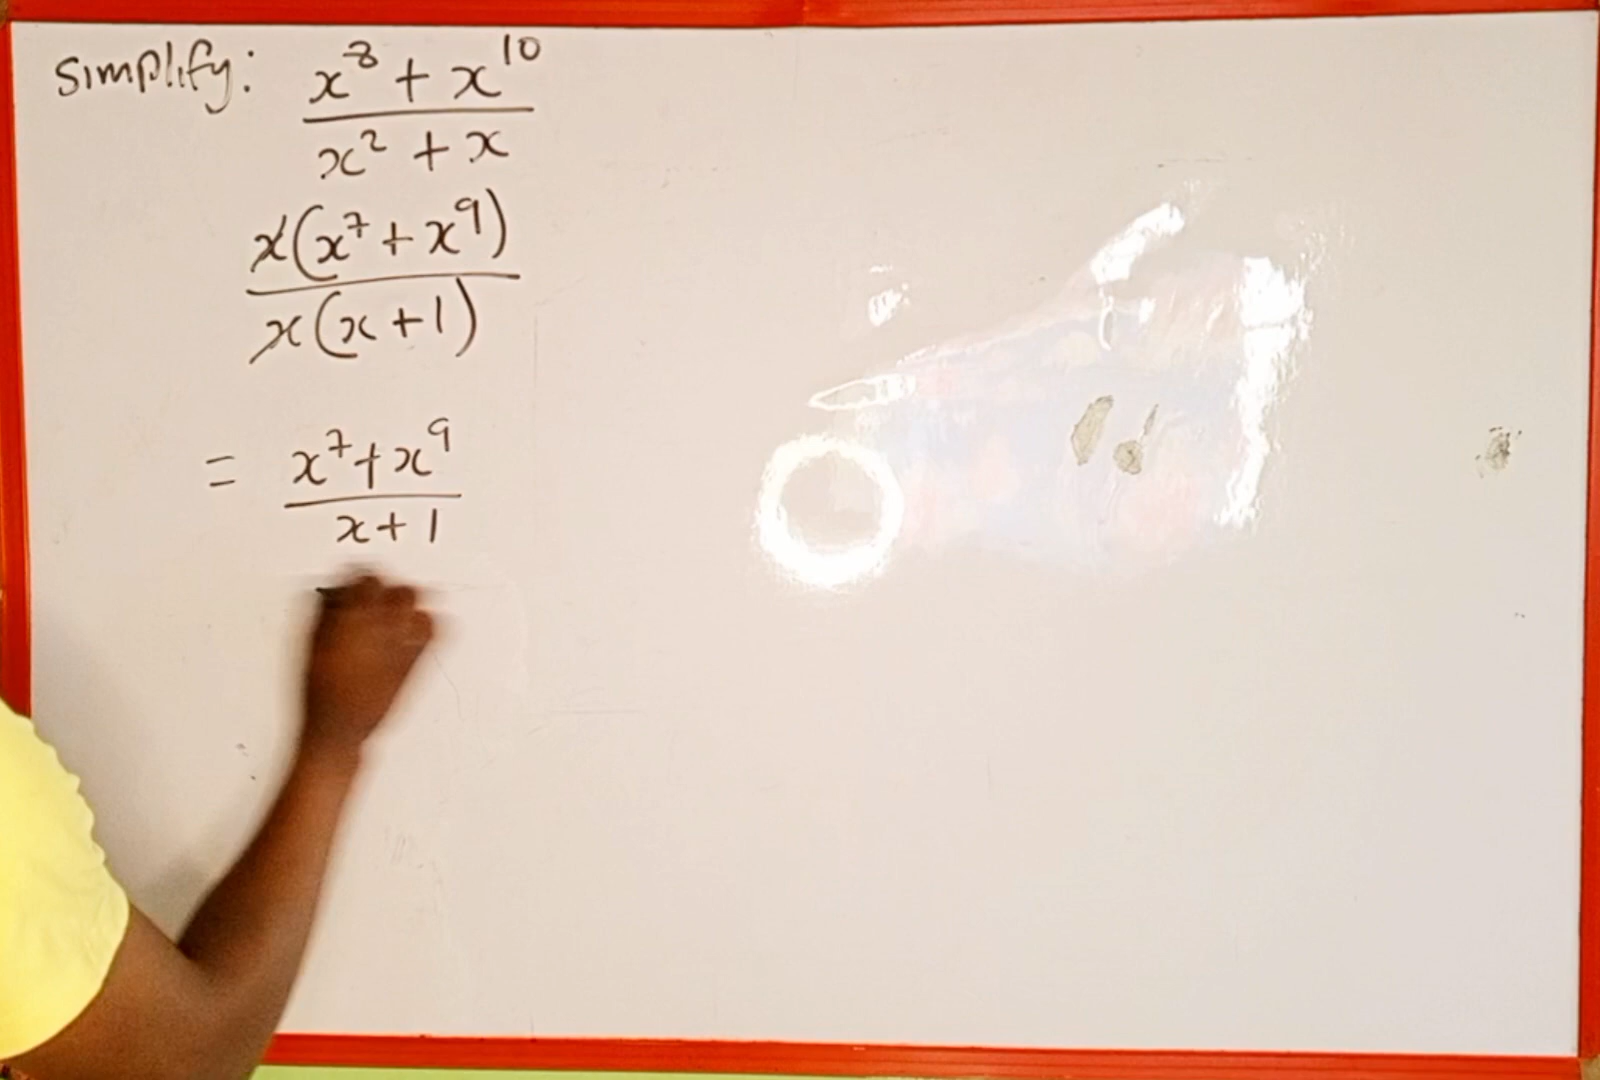 Simplify: x⁸ + x¹⁰
x² + x
x(x⁷ + x⁹)
x(x + 1)
= x⁷ + x⁹
x + 1